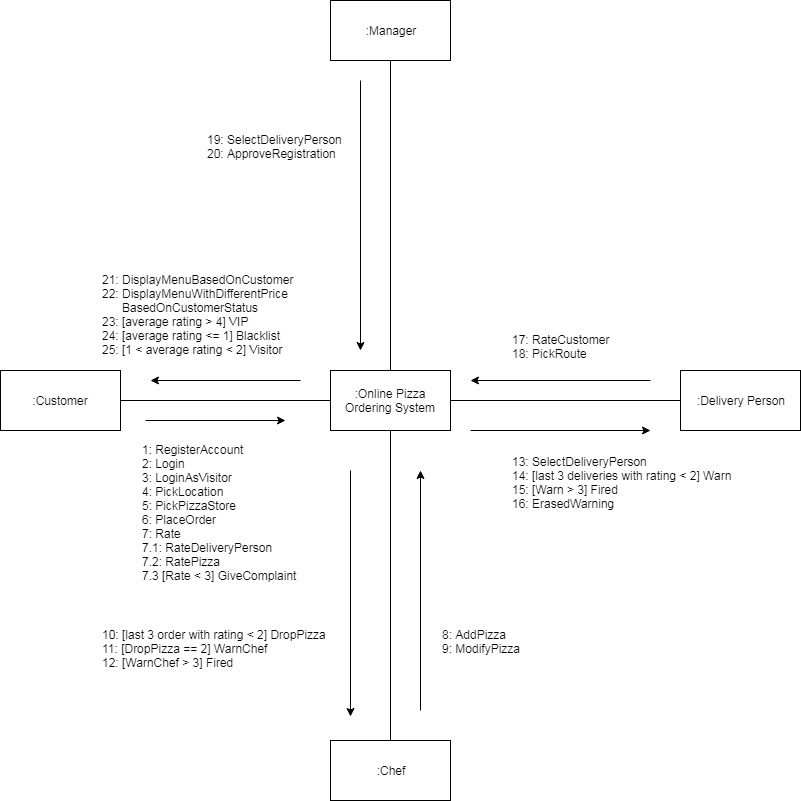 :Manager
19: SelectDeliveryPerson
20: ApproveRegistration
21: DisplayMenuBasedOnCustomer
22: DisplayMenuWithDifferentPrice
BasedOnCustomerStatus
23: [average rating > 4] VIP
24: [average rating <= 1] Blacklist
25: [1 < average rating < 2] Visitor
17: RateCustomer
18: PickRoute
:Customer
:Online Pizza
Ordering System
:Delivery Person
1: RegisterAccount
2: Login
3: LoginAsVisitor
4: PickLocation
5: PickPizzaStore
6: PlaceOrder
7: Rate
7.1: RateDeliveryPerson
7.2: RatePizza
7.3 [Rate < 3] GiveComplaint
13: SelectDeliveryPerson
14: [last 3 deliveries with rating < 2] Warn
15: [Warn > 3] Fired
16: ErasedWarning
10: [last 3 order with rating < 2] DropPizza
11: [DropPizza == 2] WarnChef
12: [WarnChef > 3] Fired
8: AddPizza
9: ModifyPizza
:Chef